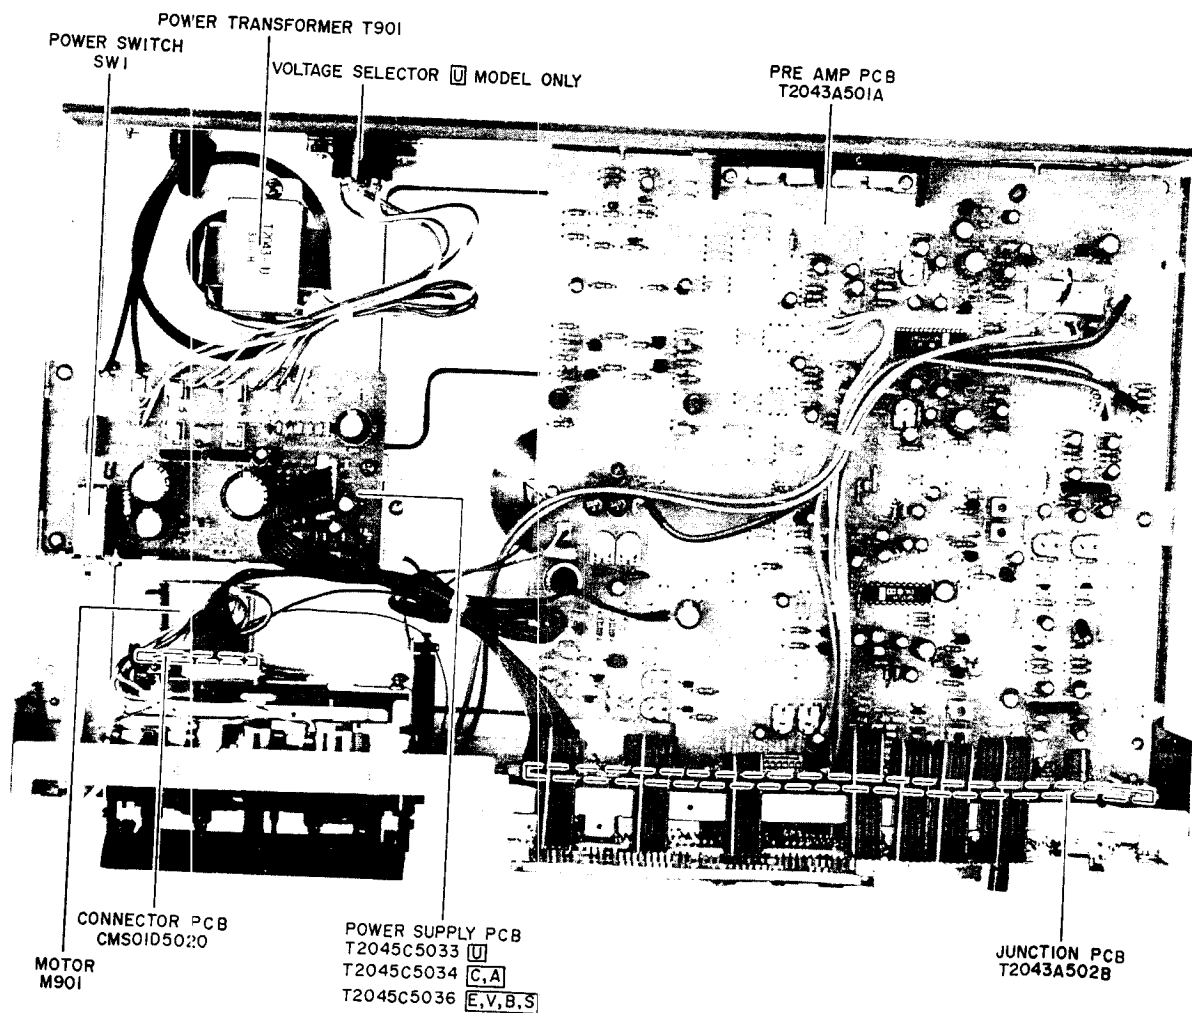 POWER TRANSFORMER T901
POWER SWITCH
SW1
VOLTAGE SELECTOR U MODEL ONLY
PRE AMP PCB
T2043A501A
CONNECTOR PCB
CMS01D5020
MOTOR
M901
POWER SUPPLY PCB
T2045C5033 U
T2045C5034 C,A
T2045C5036 E,V,B,S
JUNCTION PCB
T2043A502B